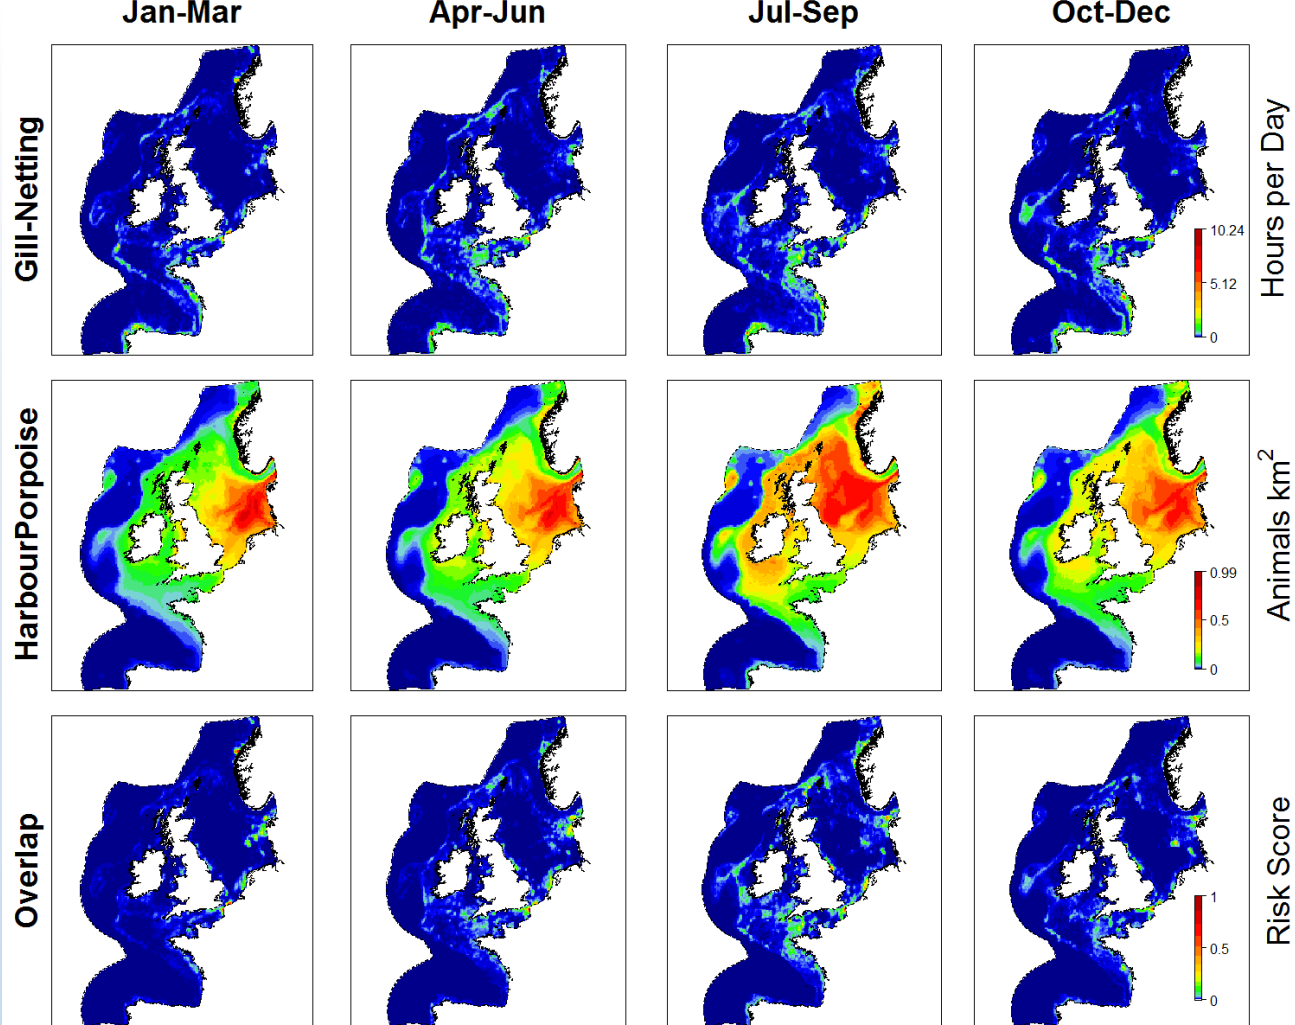 Jan-Mar Apr-Jun Jul-Sep Oct-Dec
Gill-Netting
Hours per Day
10.24
5.12
0
HarbourPorpoise
Animals km²
0.99
0.5
0
Overlap
Risk Score
1
0.5
0